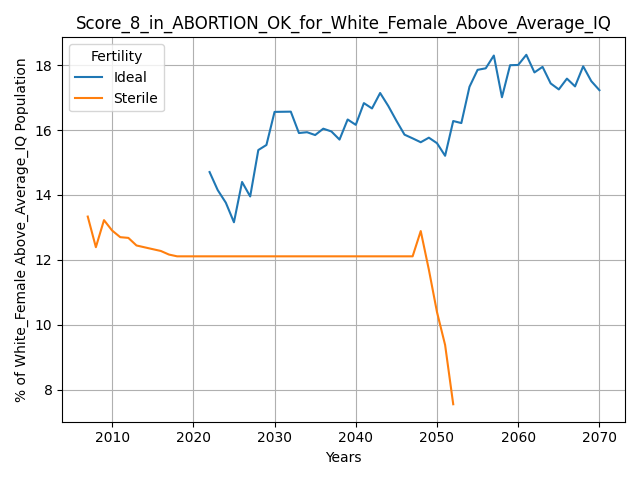 Score_8_in_ABORTION_OK_for_White_Female_Above_Average_IQ
Fertility
Ideal
Sterile
% of White_Female Above_Average_IQ Population
18
16
14
12
10
8
2010 2020 2030 2040 2050 2060 2070
Years